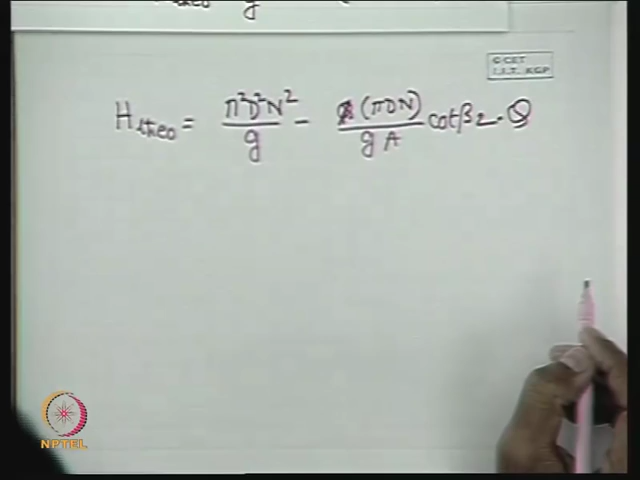 © CET
I.I.T. KGP
H_theo = π²D²N² / g − (πDN) / gA cotβ₂ · Q
NPTEL